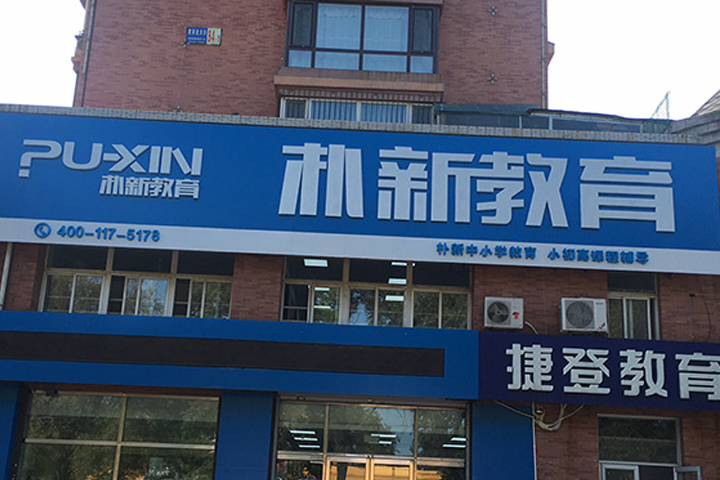 PU-XIN
朴新教育
朴新教育
400-117-5178
朴新中小学教育 小初高课程辅导
捷登教育